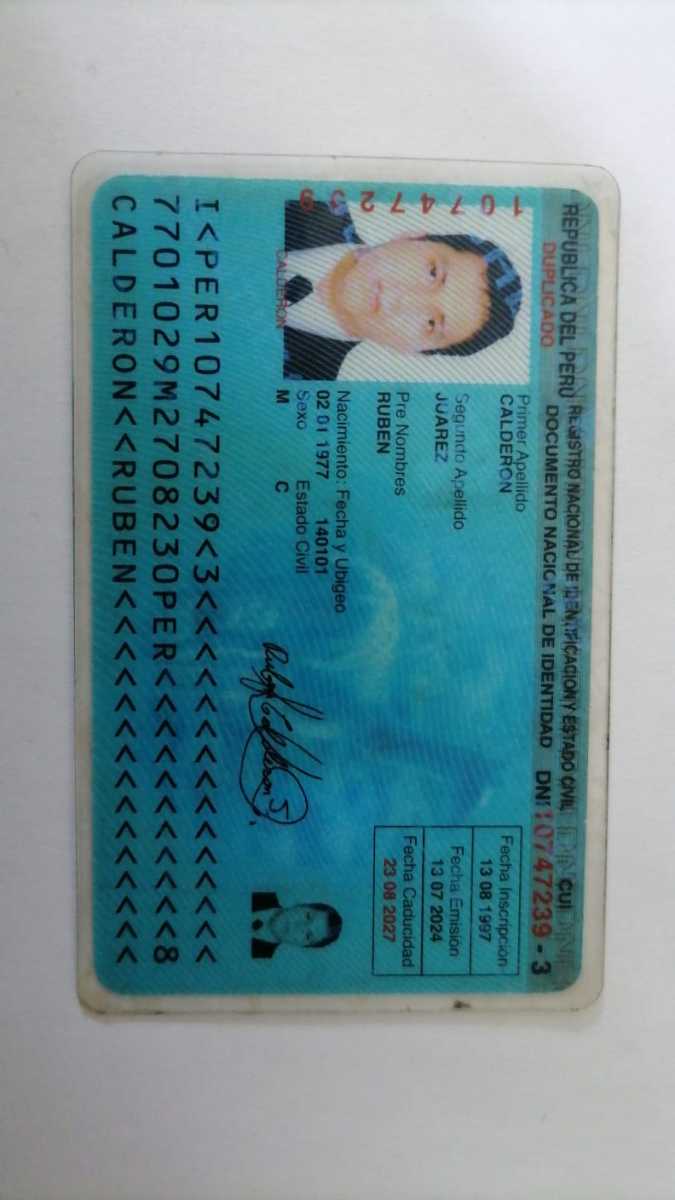 REPUBLICA DEL PERU REGISTRO NACIONAL DE IDENTIFICACION Y ESTADO CIVIL CUI
DUPLICADO DOCUMENTO NACIONAL DE IDENTIDAD DNI 10747239 - 3
10747239
CALDERON
Primer Apellido
CALDERON
Segundo Apellido
JUAREZ
Pre Nombres
RUBEN
Nacimiento: Fecha y Ubigeo
02 01 1977 140101
Sexo Estado Civil
M C
Fecha Inscripción
13 08 1997
Fecha Emisión
13 07 2024
Fecha Caducidad
23 08 2027
Calderon J.
I<PER10747239<3<<<<<<<<<<<<<<<
7701029M2708230PER<<<<<<<<<<<8
CALDERON<<RUBEN<<<<<<<<<<<<<<<